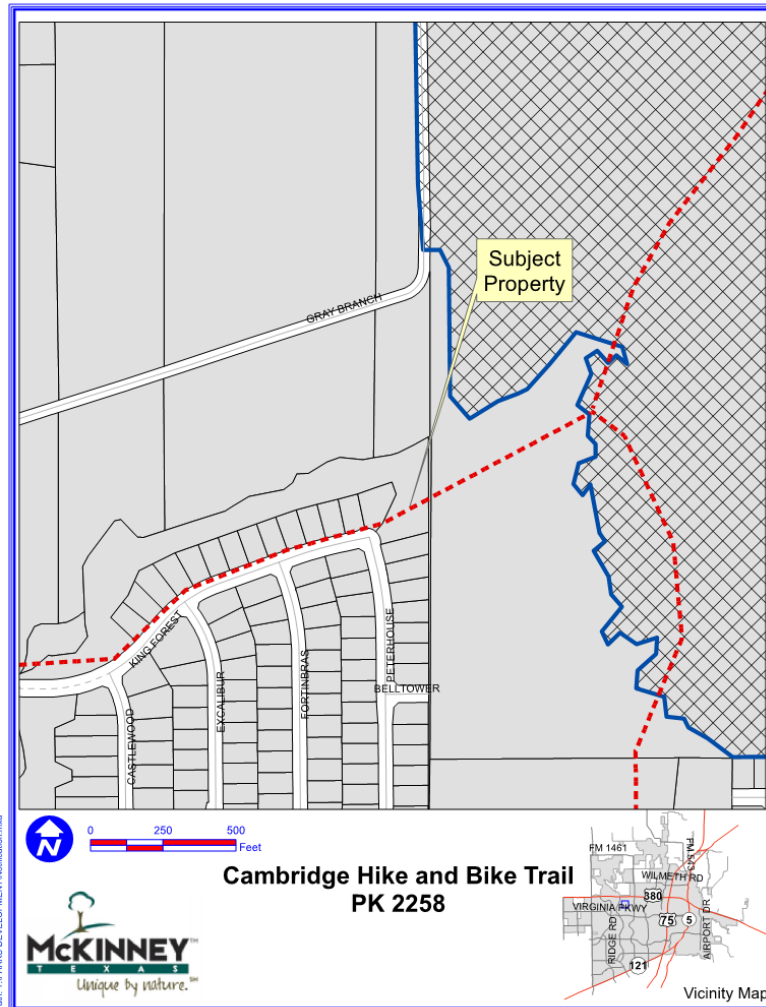 Subject
Property
GRAY BRANCH
KING FOREST
PETERHOUSE
EXCALIBUR
FORTINBRAS
BELLTOWER
CASTLEWOOD
N
0 250 500
Feet
Cambridge Hike and Bike Trail
PK 2258
McKINNEY
TEXAS
Unique by nature.
FM 1461
FM 543
WILMETH RD
380
VIRGINIA PKWY
75
5
RIDGE RD
AIRPORT DR
121
Vicinity Map